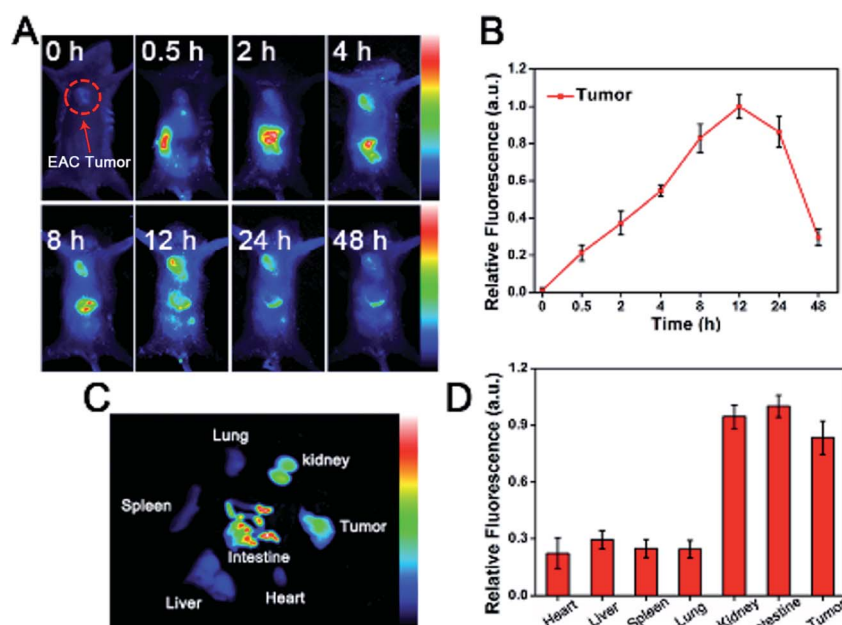 A
0 h
0.5 h
2 h
4 h
EAC Tumor
8 h
12 h
24 h
48 h
B
Relative Fluorescence (a.u.)
1.2
1.0
0.8
0.6
0.4
0.2
0.0
Tumor
0 0.5 2 4 8 12 24 48
Time (h)
C
Lung
kidney
Spleen
Tumor
Intestine
Liver
Heart
D
Relative Fluorescence (a.u.)
1.2
0.9
0.6
0.3
0.0
Heart
Liver
Spleen
Lung
Kidney
ntestine
Tumor